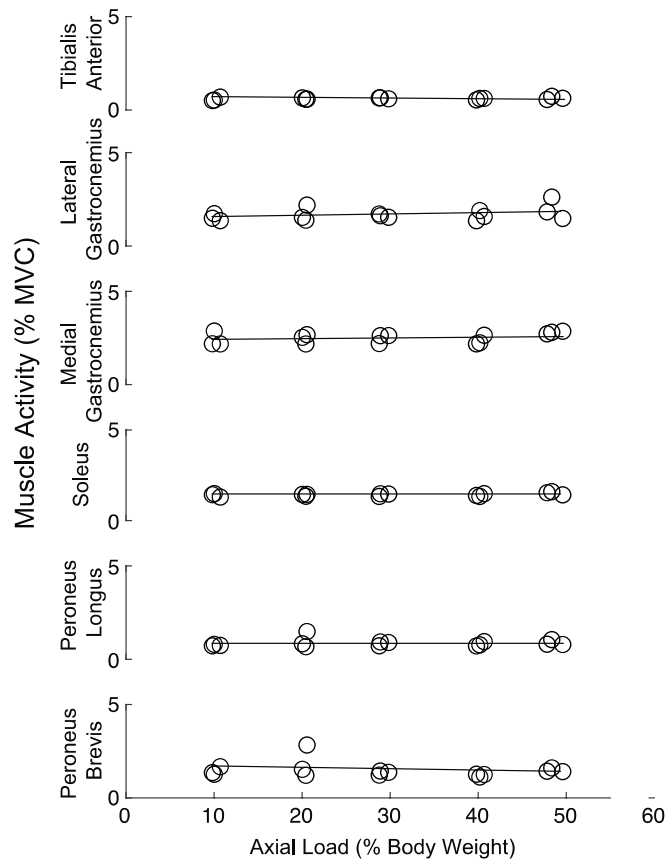 Muscle Activity (% MVC)
Tibialis
Anterior
5
0
Lateral
Gastrocnemius
5
0
Medial
Gastrocnemius
5
0
Soleus
5
0
Peroneus
Longus
5
0
Peroneus
Brevis
5
0
0 10 20 30 40 50 60
Axial Load (% Body Weight)